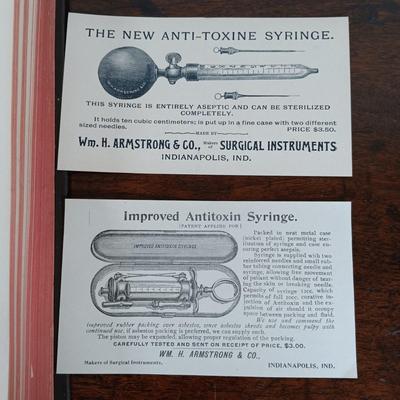 THE NEW ANTI-TOXINE SYRINGE.
THIS SYRINGE IS ENTIRELY ASEPTIC AND CAN BE STERILIZED
COMPLETELY.
It holds ten cubic centimeters; is put up in a fine case with two different
sized needles.
PRICE $3.50.
MADE BY
Wm. H. ARMSTRONG & CO., Makers of SURGICAL INSTRUMENTS
INDIANAPOLIS, IND.
Improved Antitoxin Syringe.
[PATENT APPLIED FOR]
IMPROVED ANTITOXIN SYRINGE.
Packed in neat metal case
(nickel plated) permitting ster-
ilization of syringe and case en-
suring perfect asepsis.
Syringe is supplied with two
reinforced needles and small rub-
ber tubing connecting needle and
syringe, allowing free movement
of patient without danger of tear-
ing the skin or breaking needle.
Capacity of syringe 12cc. which
permits of full 10cc. curative in-
jection of Antitoxin and the ex-
pulsion of air should it occupy
space between packing and fluid.
We use and commend the
improved rubber packing over asbestos, since asbestos shreds and becomes pulpy with
continued use, if asbestos packing is preferred, we can supply such.
The piston may be expanded, allowing proper regulation of the packing.
CAREFULLY TESTED AND SENT ON RECEIPT OF PRICE, $3.00.
WM. H. ARMSTRONG & CO.,
Makers of Surgical Instruments.
INDIANAPOLIS, IND.